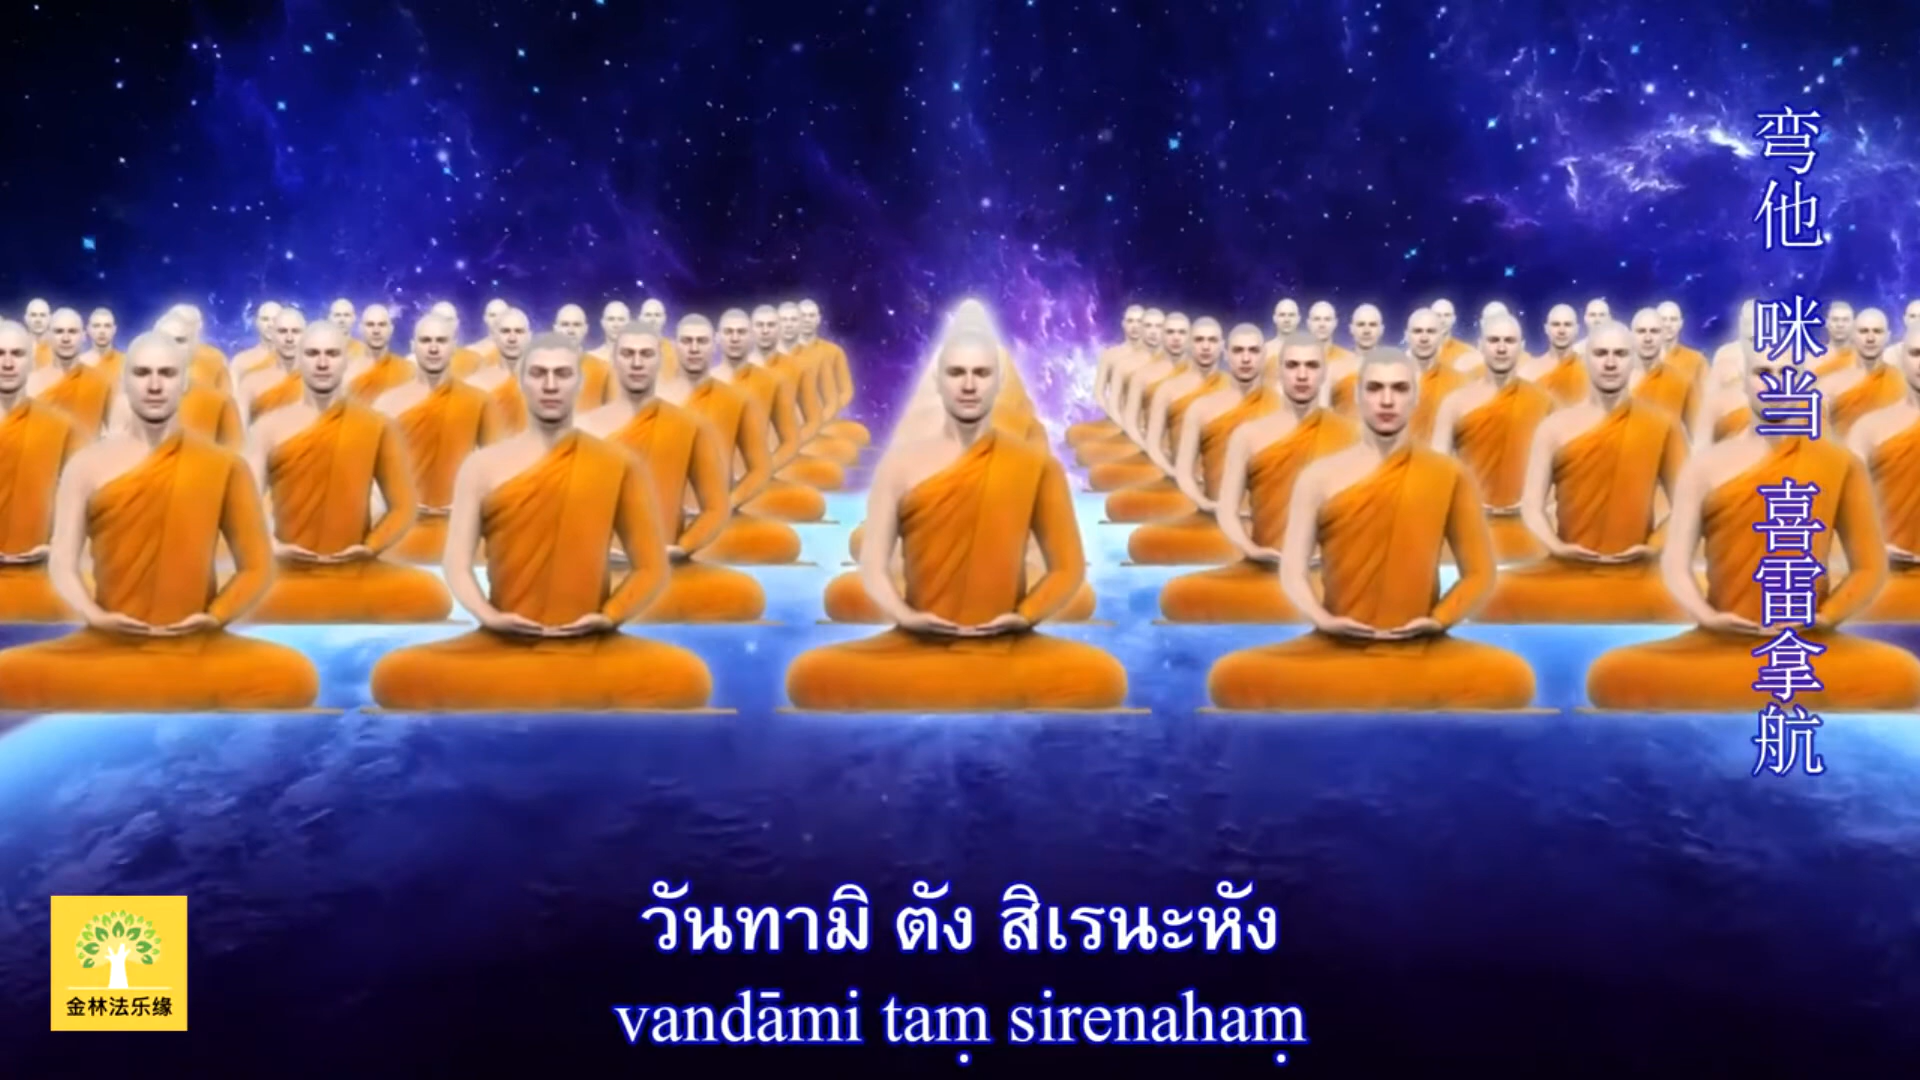 弯他 咪当 喜雷拿航
วันทามิ ตัง สิเรนะหัง
vandāmi taṃ sirenahaṃ
金林法乐缘